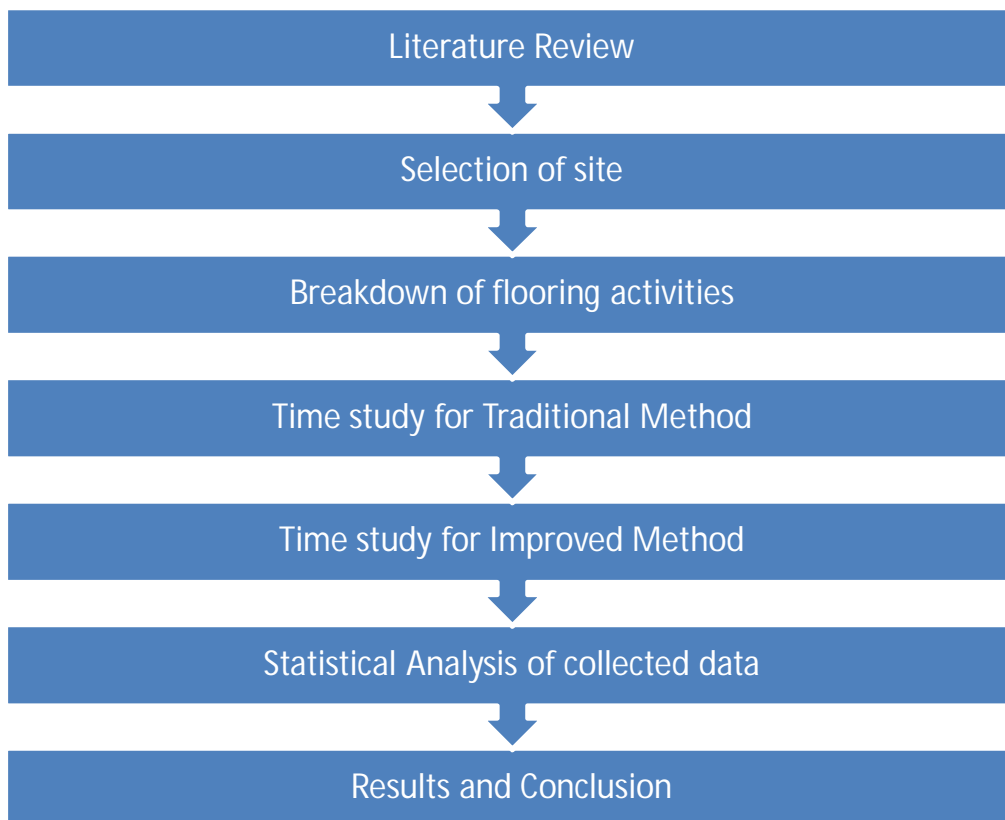 Literature Review
Selection of site
Breakdown of flooring activities
Time study for Traditional Method
Time study for Improved Method
Statistical Analysis of collected data
Results and Conclusion